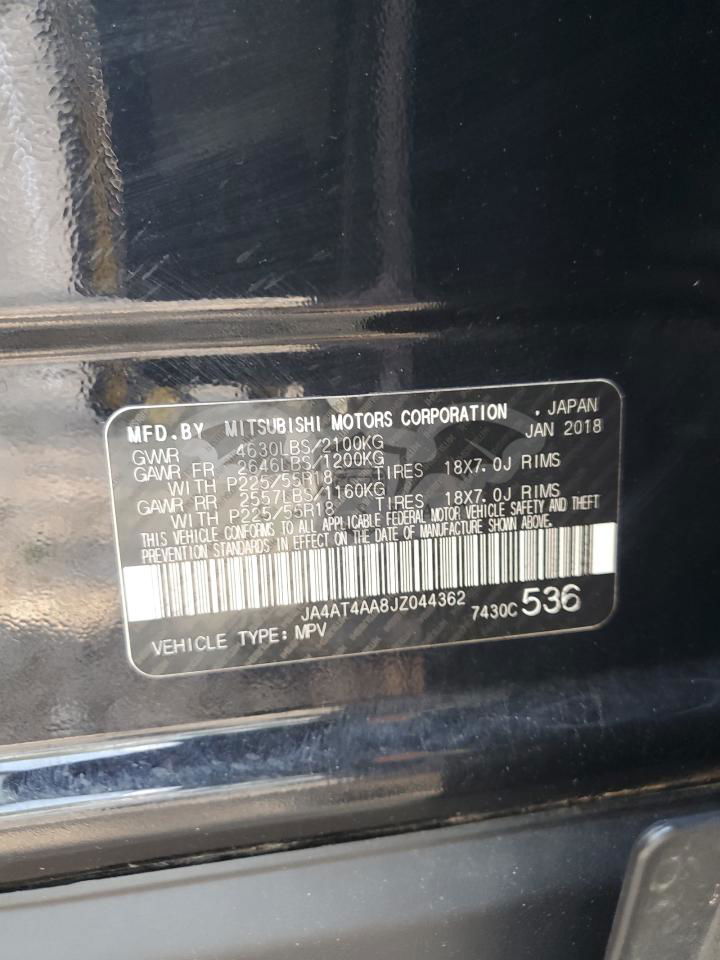 MFD.BY MITSUBISHI MOTORS CORPORATION . JAPAN
JAN 2018
GVWR 4630LBS/2100KG
GAWR FR 2646LBS/1200KG
WITH P225/55R18 TIRES 18X7.0J RIMS
GAWR RR 2557LBS/1160KG
WITH P225/55R18 TIRES 18X7.0J RIMS
THIS VEHICLE CONFORMS TO ALL APPLICABLE FEDERAL MOTOR VEHICLE SAFETY AND THEFT
PREVENTION STANDARDS IN EFFECT ON THE DATE OF MANUFACTURE SHOWN ABOVE.
JA4AT4AA8JZ044362 7430C 536
VEHICLE TYPE: MPV